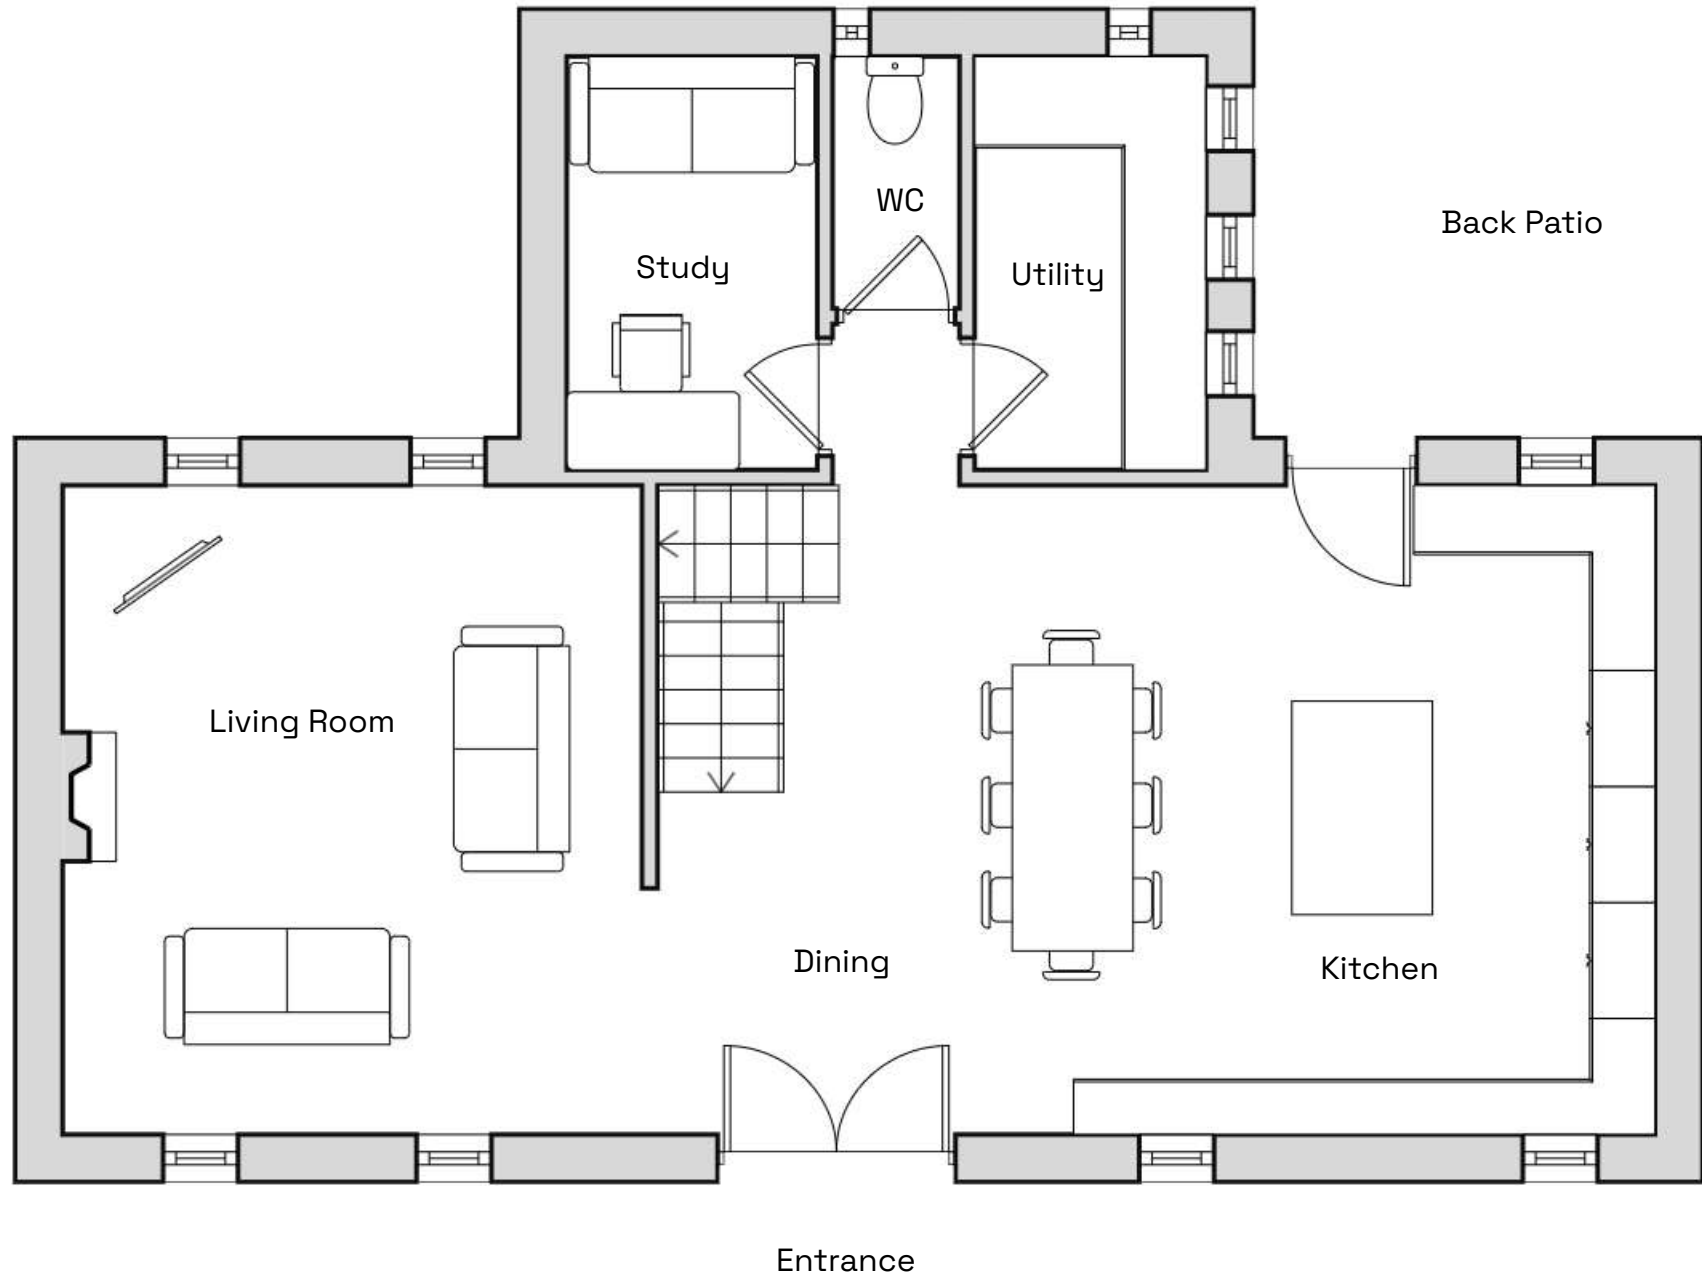 WC
Back Patio
Study
Utility
Living Room
Dining
Kitchen
Entrance